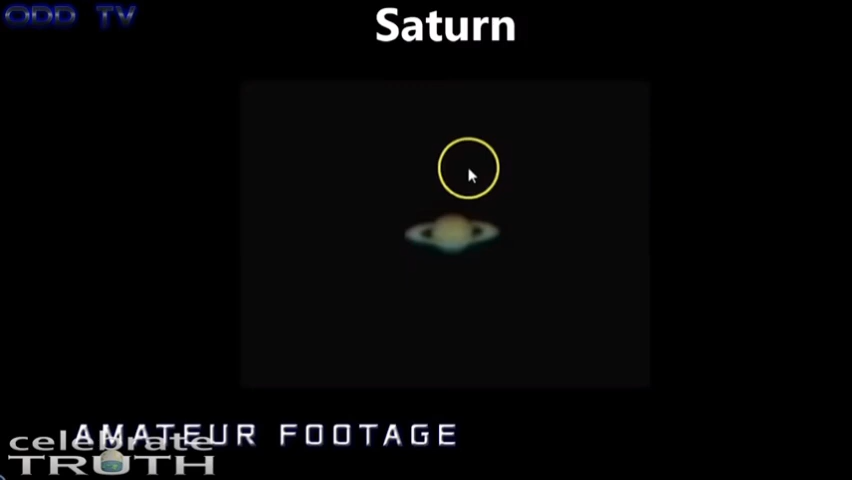 ODD TV
Saturn
AMATEUR FOOTAGE
celebrate
TRUTH